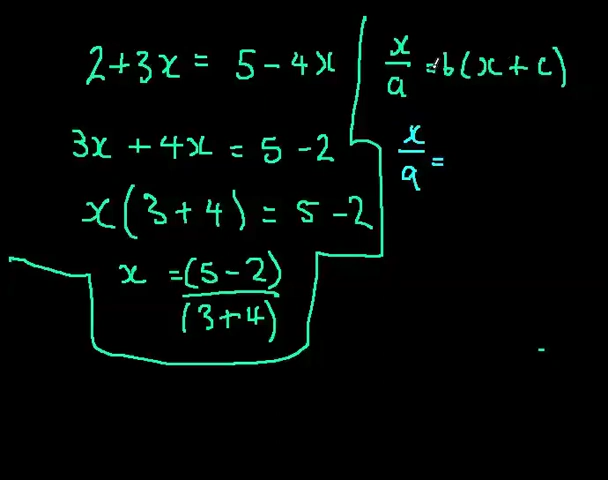 2+3x = 5-4x
3x + 4x = 5-2
x(3+4) = 5-2
x = (5-2)
(3+4)
x/a = b(x+c)
x/a =